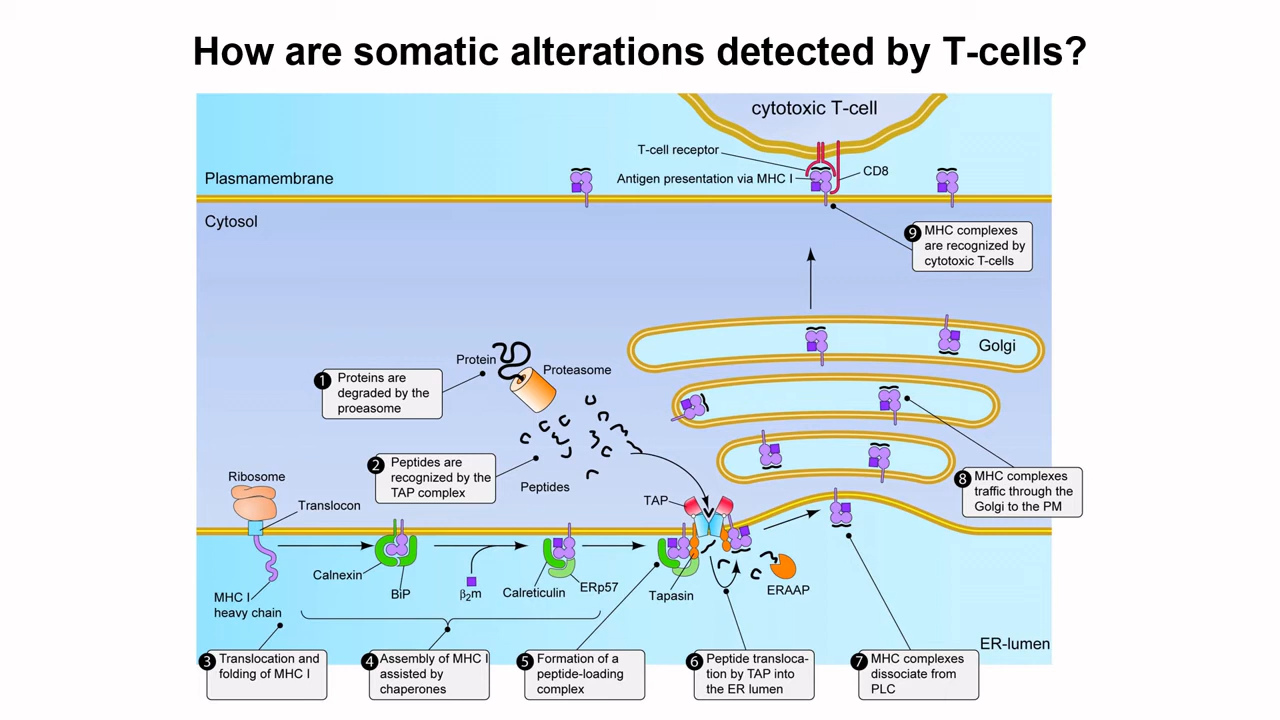 How are somatic alterations detected by T-cells?
cytotoxic T-cell
T-cell receptor
Antigen presentation via MHC I
CD8
Plasmamembrane
Cytosol
9 MHC complexes
are recognized by
cytotoxic T-cells
Golgi
Protein
Proteasome
1 Proteins are
degraded by the
proeasome
2 Peptides are
recognized by the
TAP complex
Peptides
8 MHC complexes
traffic through the
Golgi to the PM
Ribosome
Translocon
TAP
Calnexin
BiP
β2m
Calreticulin
ERp57
Tapasin
ERAAP
MHC I
heavy chain
ER-lumen
3 Translocation and
folding of MHC I
4 Assembly of MHC I
assisted by
chaperones
5 Formation of a
peptide-loading
complex
6 Peptide transloca-
tion by TAP into
the ER lumen
7 MHC complexes
dissociate from
PLC